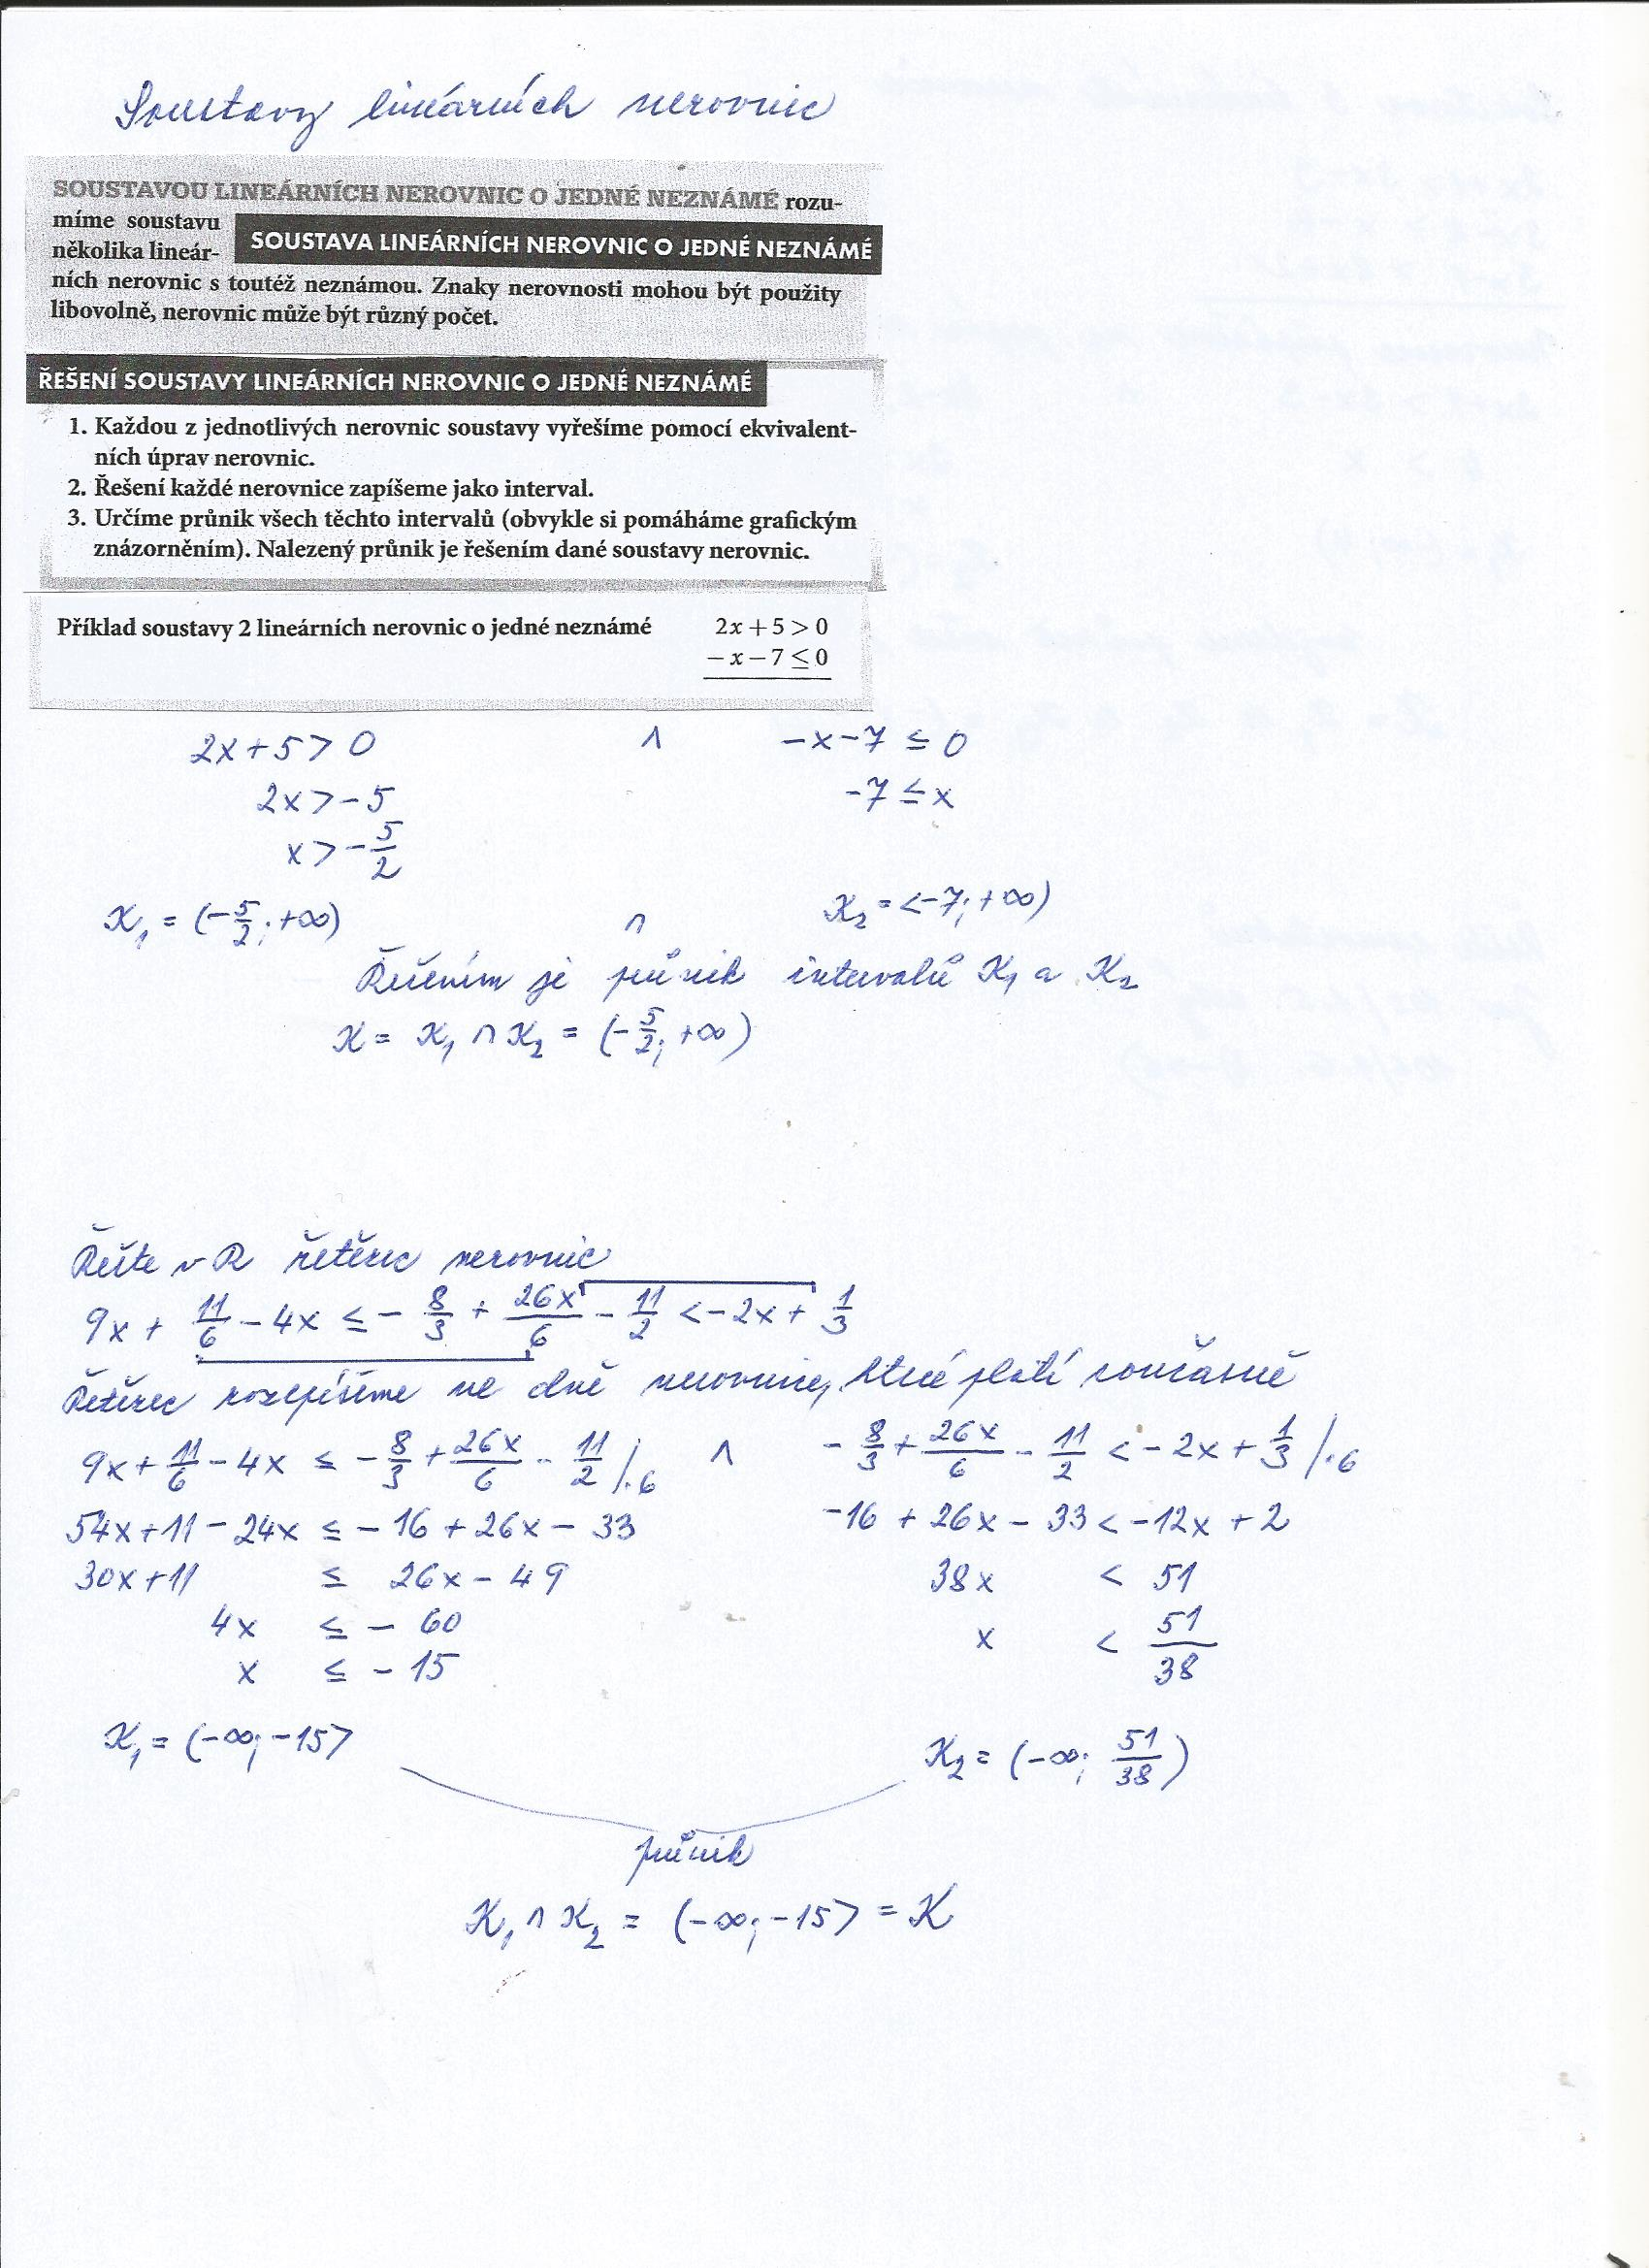 Soustavy lineárních nerovnic
SOUSTAVOU LINEÁRNÍCH NEROVNIC O JEDNÉ NEZNÁMÉ rozu-
míme soustavu
několika lineár-
SOUSTAVA LINEÁRNÍCH NEROVNIC O JEDNÉ NEZNÁMÉ
ních nerovnic s toutéž neznámou. Znaky nerovnosti mohou být použity
libovolně, nerovnic může být různý počet.
ŘEŠENÍ SOUSTAVY LINEÁRNÍCH NEROVNIC O JEDNÉ NEZNÁMÉ
1. Každou z jednotlivých nerovnic soustavy vyřešíme pomocí ekvivalent-
ních úprav nerovnic.
2. Řešení každé nerovnice zapíšeme jako interval.
3. Určíme průnik všech těchto intervalů (obvykle si pomáháme grafickým
znázorněním). Nalezený průnik je řešením dané soustavy nerovnic.
Příklad soustavy 2 lineárních nerovnic o jedné neznámé 2x + 5 > 0
− x − 7 ≤ 0
2x + 5 > 0 ∧ −x − 7 ≤ 0
2x > −5 −7 ≤ x
x > −5/2
K₁ = (−5/2; +∞) ∩ K₂ = <−7; +∞)
Řešením je průnik intervalů K₁ a K₂
K = K₁ ∩ K₂ = (−5/2; +∞)
Řešte v R řetězec nerovnic
9x + 11/6 − 4x ≤ − 8/3 + 26x/6 − 11/2 < −2x + 1/3
Řetězec rozepíšeme na dvě nerovnice, které platí současně
9x + 11/6 − 4x ≤ − 8/3 + 26x/6 − 11/2 /·6 ∧ − 8/3 + 26x/6 − 11/2 < − 2x + 1/3 /·6
54x + 11 − 24x ≤ − 16 + 26x − 33 −16 + 26x − 33 < −12x + 2
30x + 11 ≤ 26x − 49 38x < 51
4x ≤ − 60 x < 51/38
x ≤ − 15
K₁ = (−∞; −15> K₂ = (−∞; 51/38)
průnik
K₁ ∩ K₂ = (−∞; −15> = K